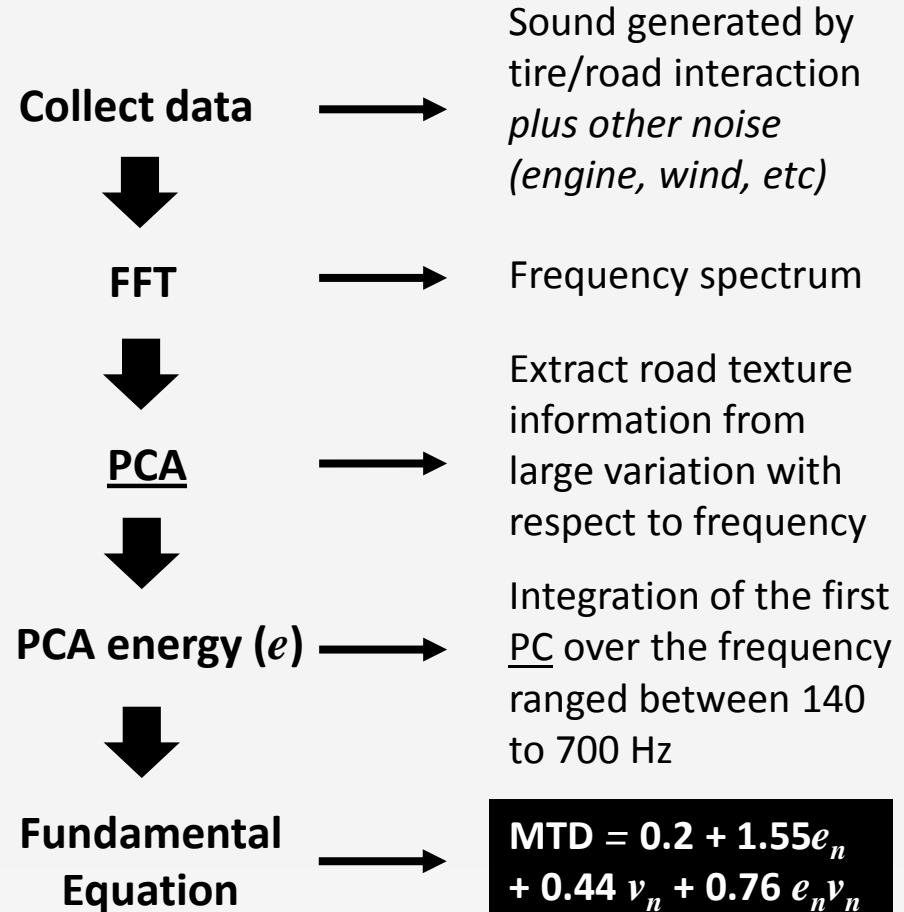 Collect data
Sound generated by
tire/road interaction
plus other noise
(engine, wind, etc)
FFT
Frequency spectrum
PCA
Extract road texture
information from
large variation with
respect to frequency
PCA energy (e)
Integration of the first
PC over the frequency
ranged between 140
to 700 Hz
Fundamental
Equation
MTD = 0.2 + 1.55eₙ
+ 0.44 vₙ + 0.76 eₙvₙ